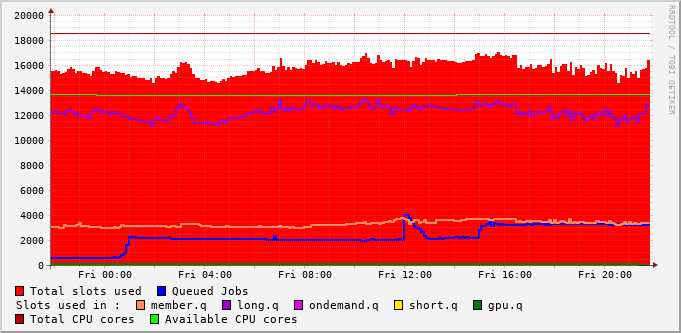 20000
18000
16000
14000
12000
10000
8000
6000
4000
2000
0
Fri 00:00 Fri 04:00 Fri 08:00 Fri 12:00 Fri 16:00 Fri 20:00
Total slots used Queued Jobs
Slots used in : member.q long.q ondemand.q short.q gpu.q
Total CPU cores Available CPU cores
RRDTOOL / TOBI OETIKER